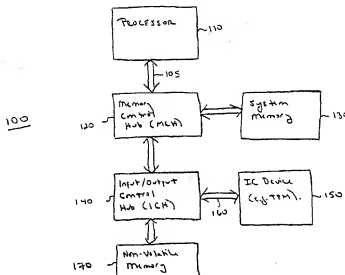 PROCESSOR
110
105
100
120
Memory
Control
Hub (MCH)
System
Memory
130
140
Input/Output
Control
Hub (ICH)
160
IC Device
(e.g. TPM).
150
170
Non-Volatile
Memory